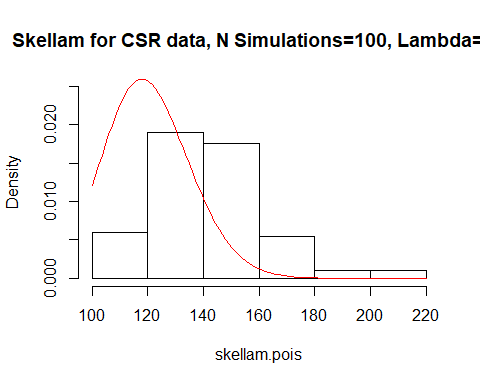 Skellam for CSR data, N Simulations=100, Lambda=
Density
0.000 0.010 0.020
100 120 140 160 180 200 220
skellam.pois